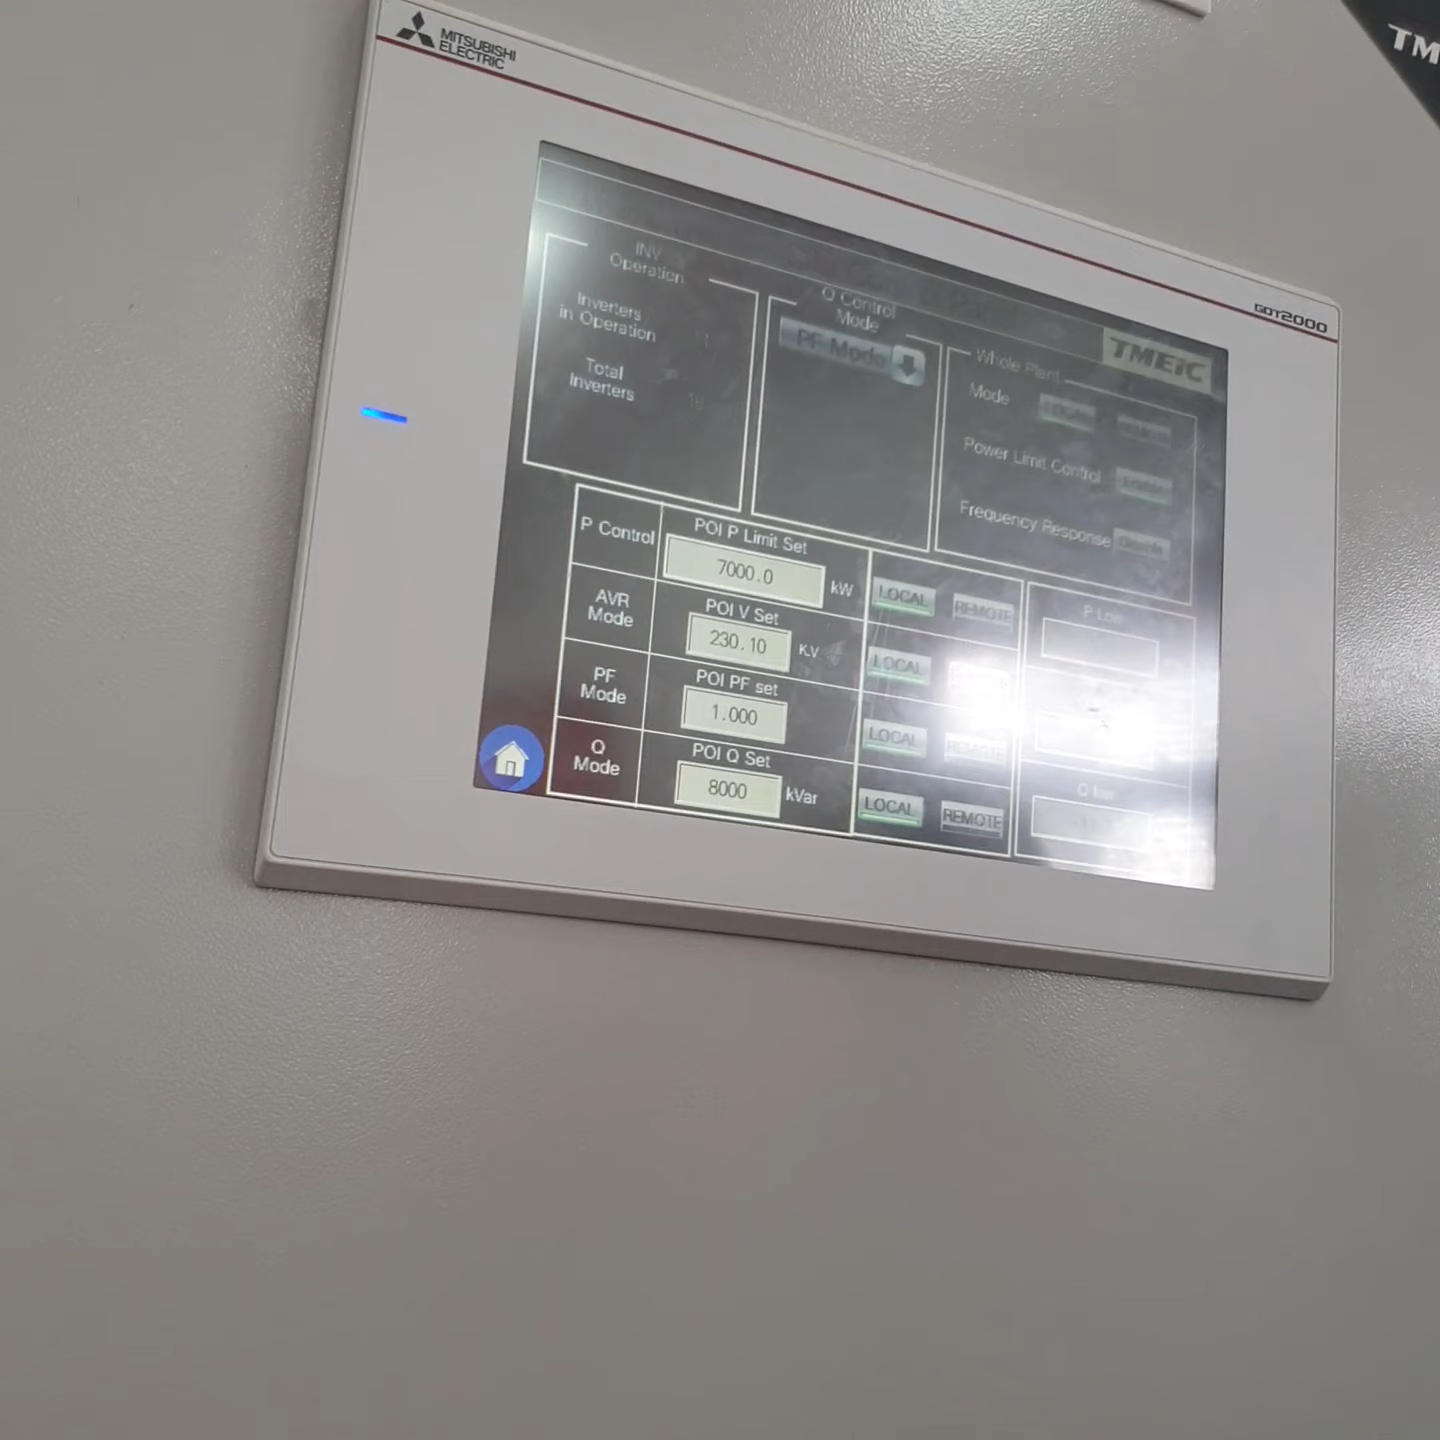 MITSUBISHI
ELECTRIC
TM
GOT2000
TMEIC
INV
Operation
Inverters
in Operation
Total
Inverters
Q Control
Mode
PF Mode
Whole Plant
Mode
LOCAL
Power Limit Control
Frequency Response
P Control
POI P Limit Set
7000.0 kW
LOCAL REMOTE
AVR
Mode
POI V Set
230.10 KV
LOCAL
PF
Mode
POI PF set
1.000
LOCAL REMOTE
Q
Mode
POI Q Set
8000 kVar
LOCAL REMOTE
P Low
Q low